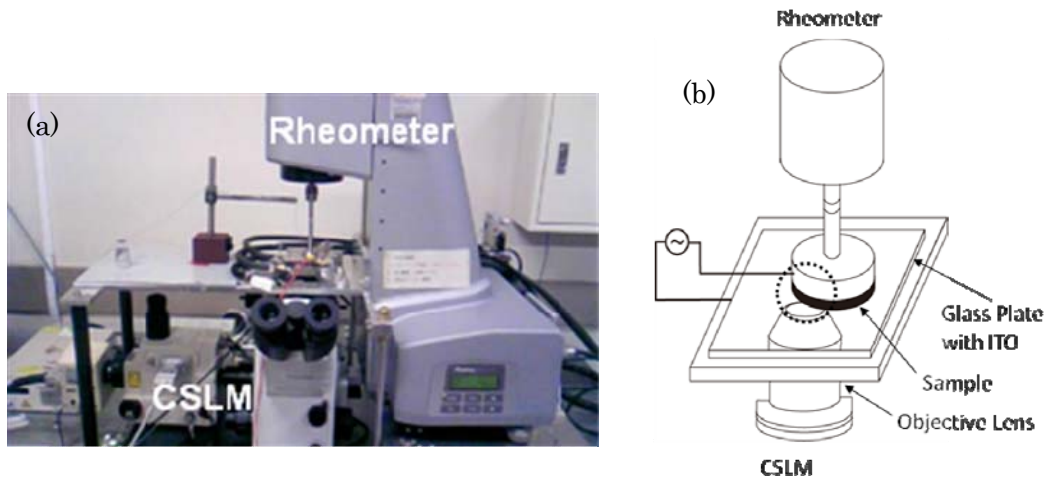 (a)
Rheometer
CSLM
Rheometer
(b)
Glass Plate
with ITO
Sample
Objective Lens
CSLM